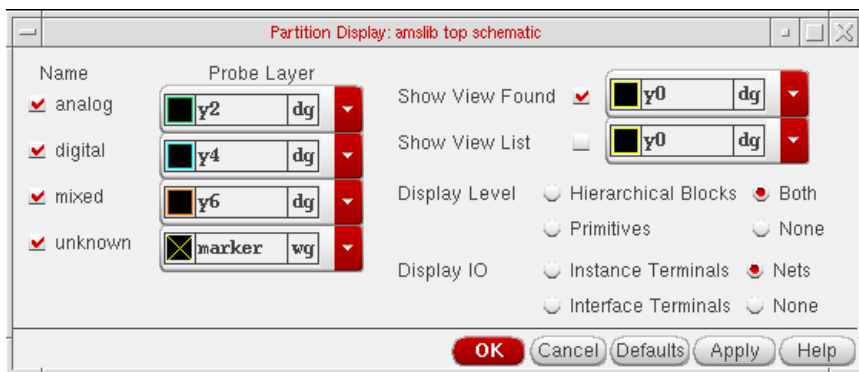 Partition Display: amslib top schematic
Name Probe Layer
analog y2 dg
digital y4 dg
mixed y6 dg
unknown marker wg
Show View Found y0 dg
Show View List y0 dg
Display Level Hierarchical Blocks Both
Primitives None
Display IO Instance Terminals Nets
Interface Terminals None
OK Cancel Defaults Apply Help